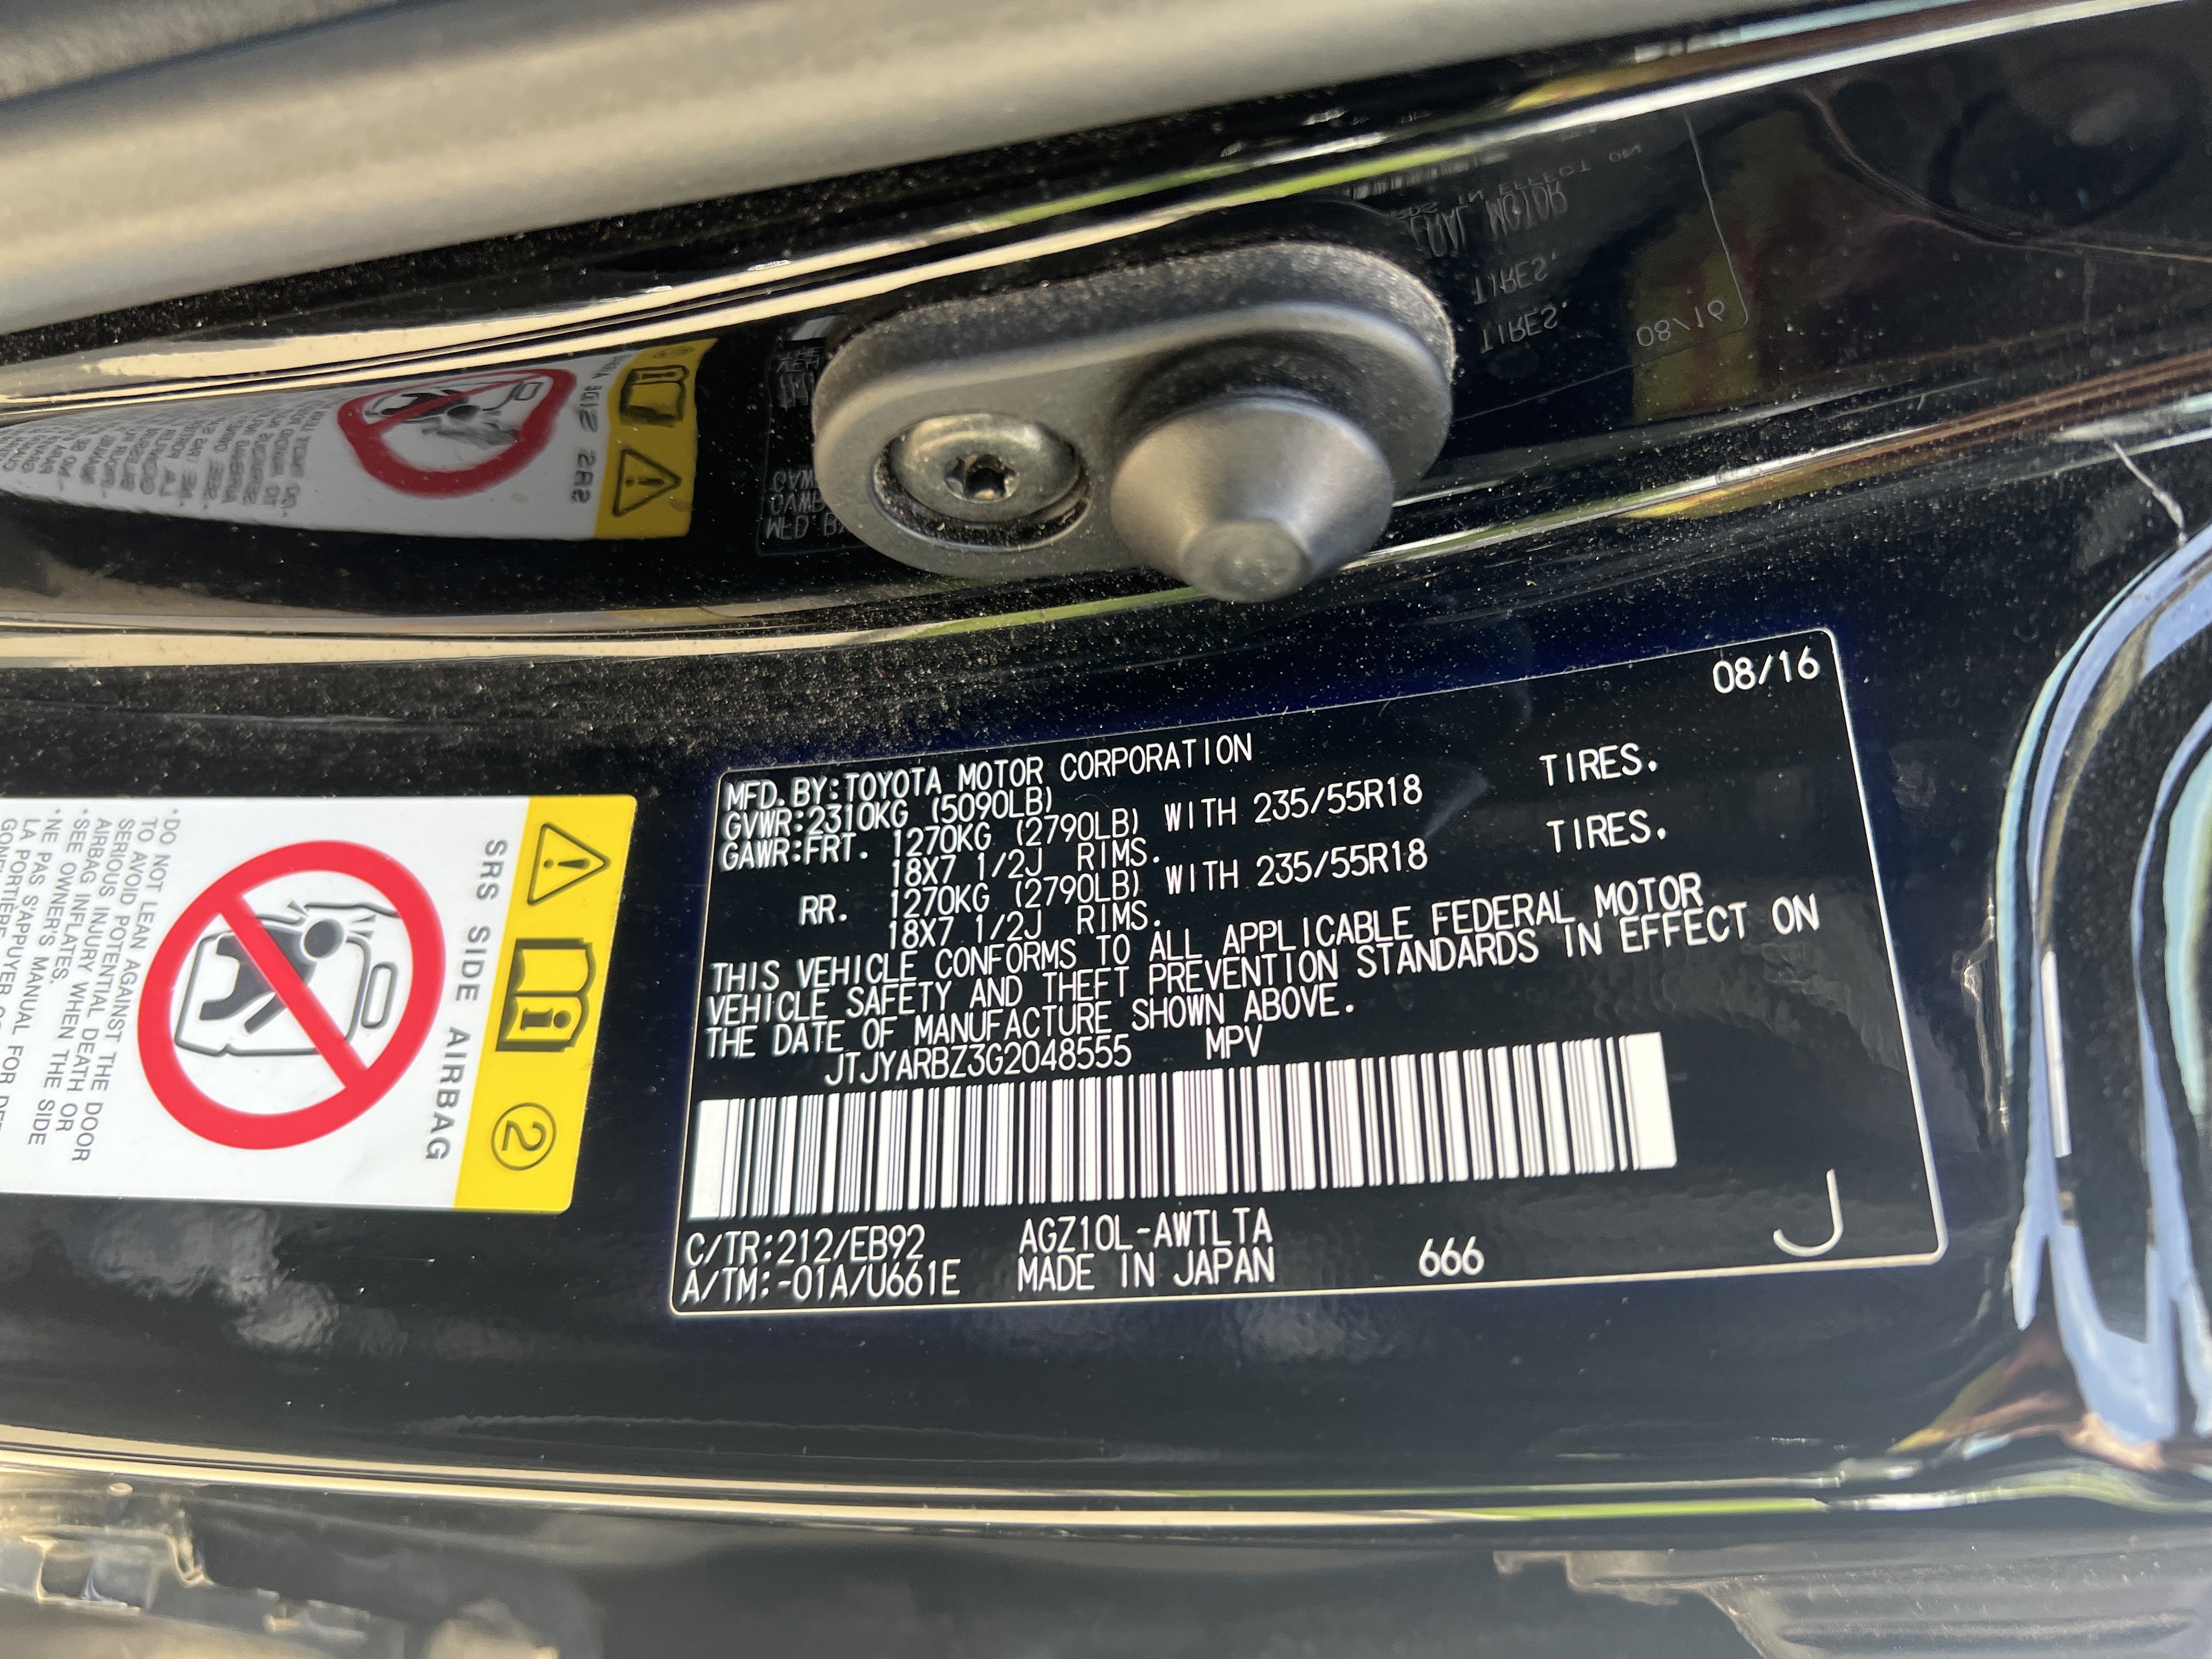 08/16
MFD.BY:TOYOTA MOTOR CORPORATION
GVWR:2310KG (5090LB)
GAWR:FRT. 1270KG (2790LB) WITH 235/55R18 TIRES.
18X7 1/2J RIMS.
RR. 1270KG (2790LB) WITH 235/55R18 TIRES.
18X7 1/2J RIMS.
THIS VEHICLE CONFORMS TO ALL APPLICABLE FEDERAL MOTOR
VEHICLE SAFETY AND THEFT PREVENTION STANDARDS IN EFFECT ON
THE DATE OF MANUFACTURE SHOWN ABOVE.
JTJYARBZ3G2048555 MPV
C/TR:212/EB92 AGZ10L-AWTLTA
A/TM:-01A/U661E MADE IN JAPAN 666
J
2
SRS SIDE AIRBAG
•DO NOT LEAN AGAINST THE DOOR
TO AVOID POTENTIAL DEATH OR
SERIOUS INJURY WHEN THE SIDE
AIRBAG INFLATES.
•SEE OWNER'S MANUAL FOR
•NE PAS S'APPUYER
LA PORTIÈRE